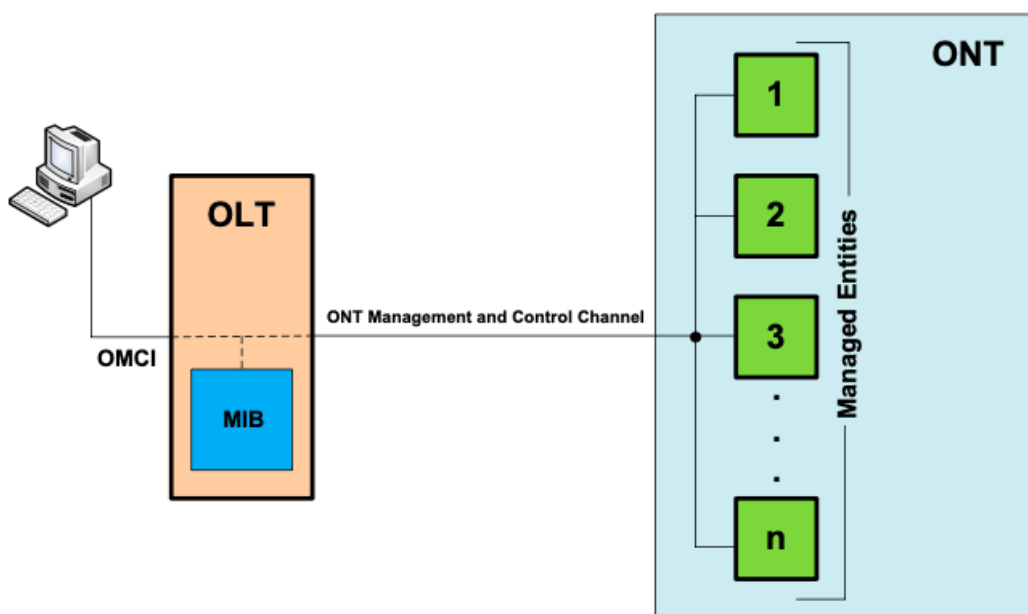 ONT
1
OLT
2
Managed Entities
ONT Management and Control Channel
3
OMCI
MIB
.
.
.
n